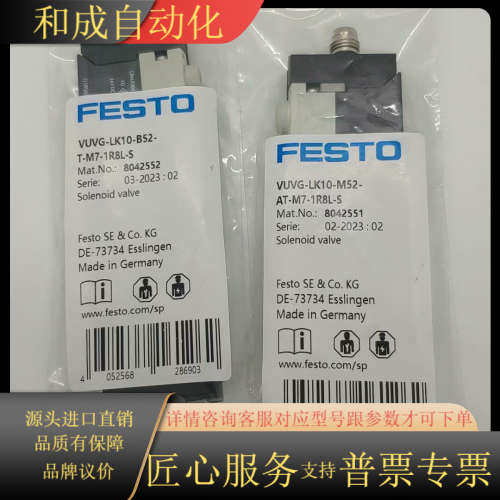 和成自动化
FESTO
VUVG-LK10-B52-
T-M7-1R8L-S
Mat.No.: 8042552
Serie: 03-2023 : 02
Solenoid valve
Festo SE & Co. KG
DE-73734 Esslingen
Made in Germany
www.festo.com/sp
4 052568 286903
FESTO
VUVG-LK10-M52-
AT-M7-1R8L-S
Mat.No.: 8042551
Serie: 02-2023 : 02
Solenoid valve
Festo SE & Co. KG
DE-73734 Esslingen
Made in Germany
www.festo.com/sp
源头进口直销
品质有保障
品牌议价
详情咨询客服对应型号跟参数才可下单
匠心服务 支持 普票专票